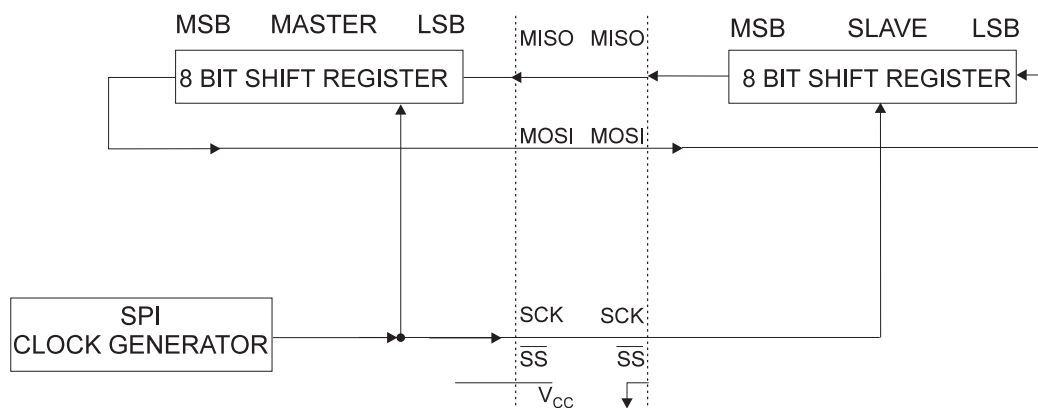 MSB MASTER LSB
MISO MISO
MSB SLAVE LSB
8 BIT SHIFT REGISTER
8 BIT SHIFT REGISTER
MOSI MOSI
SPI
CLOCK GENERATOR
SCK SCK
SS SS
VCC